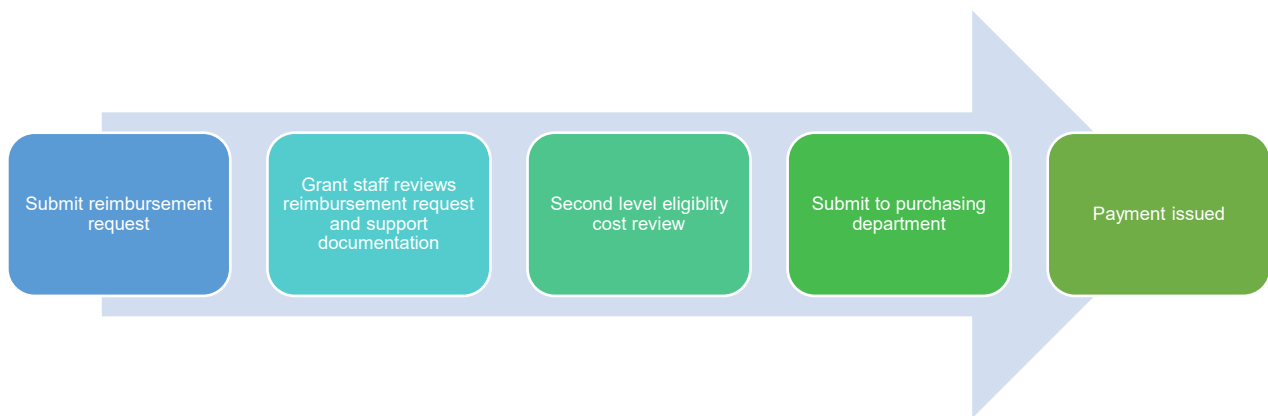 Submit reimbursement
request
Grant staff reviews
reimbursement request
and support
documentation
Second level eligiblity
cost review
Submit to purchasing
department
Payment issued